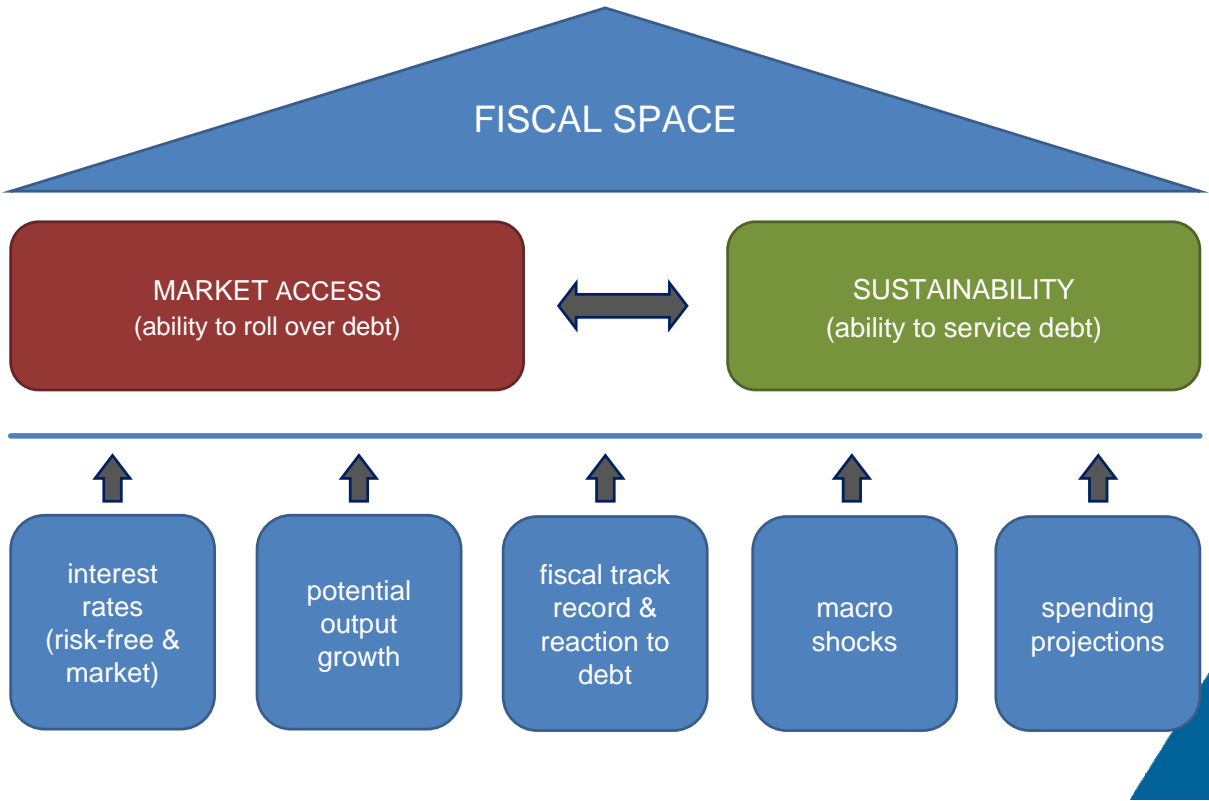 FISCAL SPACE
MARKET ACCESS
(ability to roll over debt)
SUSTAINABILITY
(ability to service debt)
interest
rates
(risk-free &
market)
potential
output
growth
fiscal track
record &
reaction to
debt
macro
shocks
spending
projections